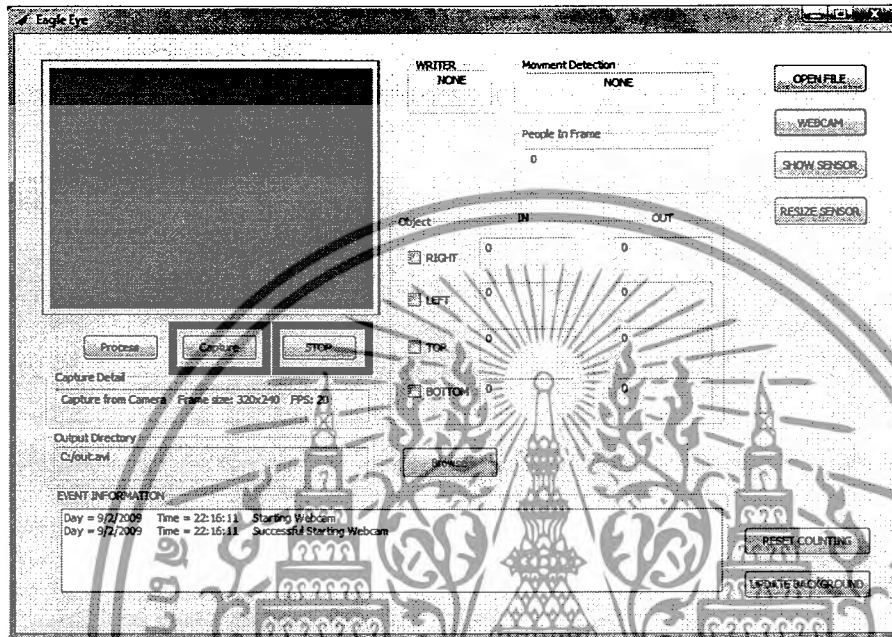 Eagle Eye
WRITER
NONE
Movment Detection
NONE
OPEN FILE
WEBCAM
People In Frame
0
SHOW SENSOR
RESIZE SENSOR
Object
IN
OUT
RIGHT
0
0
LEFT
0
0
TOP
0
0
BOTTOM
0
0
Process
Capture
STOP
Capture Detail
Capture from Camera Frame size: 320x240 FPS: 20
Output Directory
C:/out.avi
Browse
EVENT INFORMATION
Day = 9/2/2009 Time = 22:16:11 Starting Webcam
Day = 9/2/2009 Time = 22:16:11 Successful Starting Webcam
RESET COUNTING
UPDATE BACKGROUND